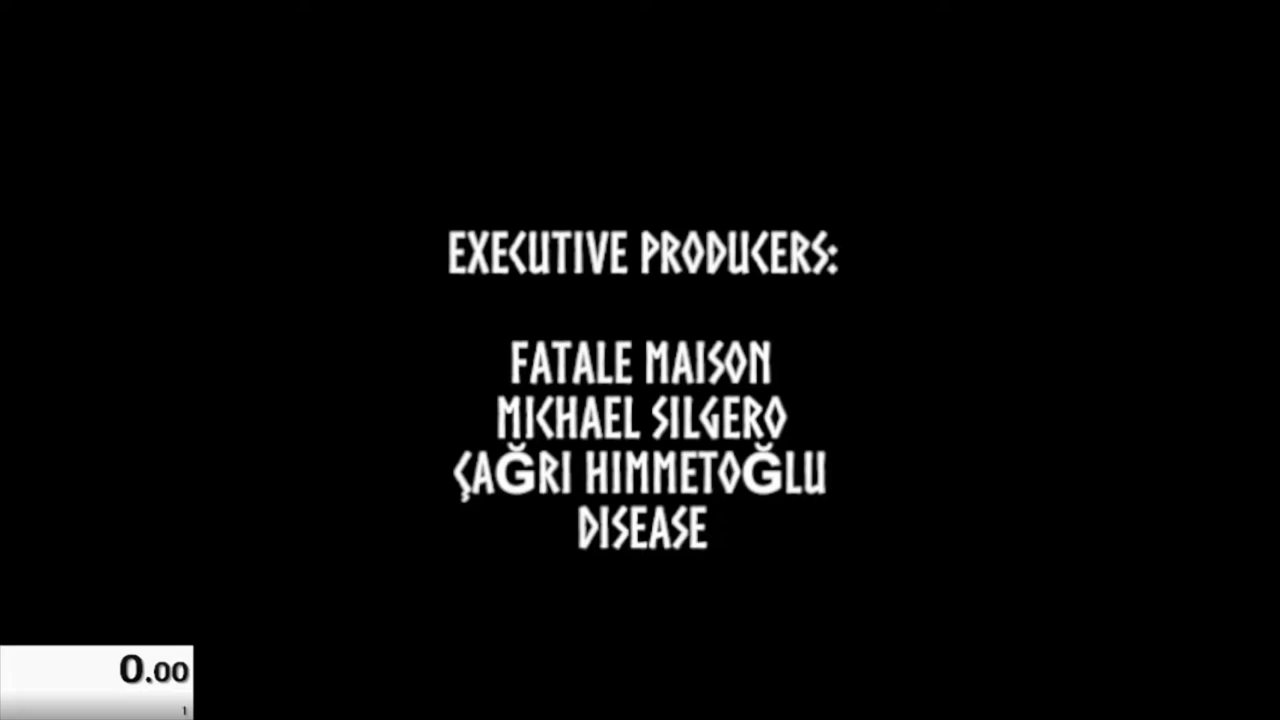 EXECUTIVE PRODUCERS:
FATALE MAISON
MICHAEL SILGERO
ÇAĞRI HIMMETOĞLU
DISEASE
0.00
1